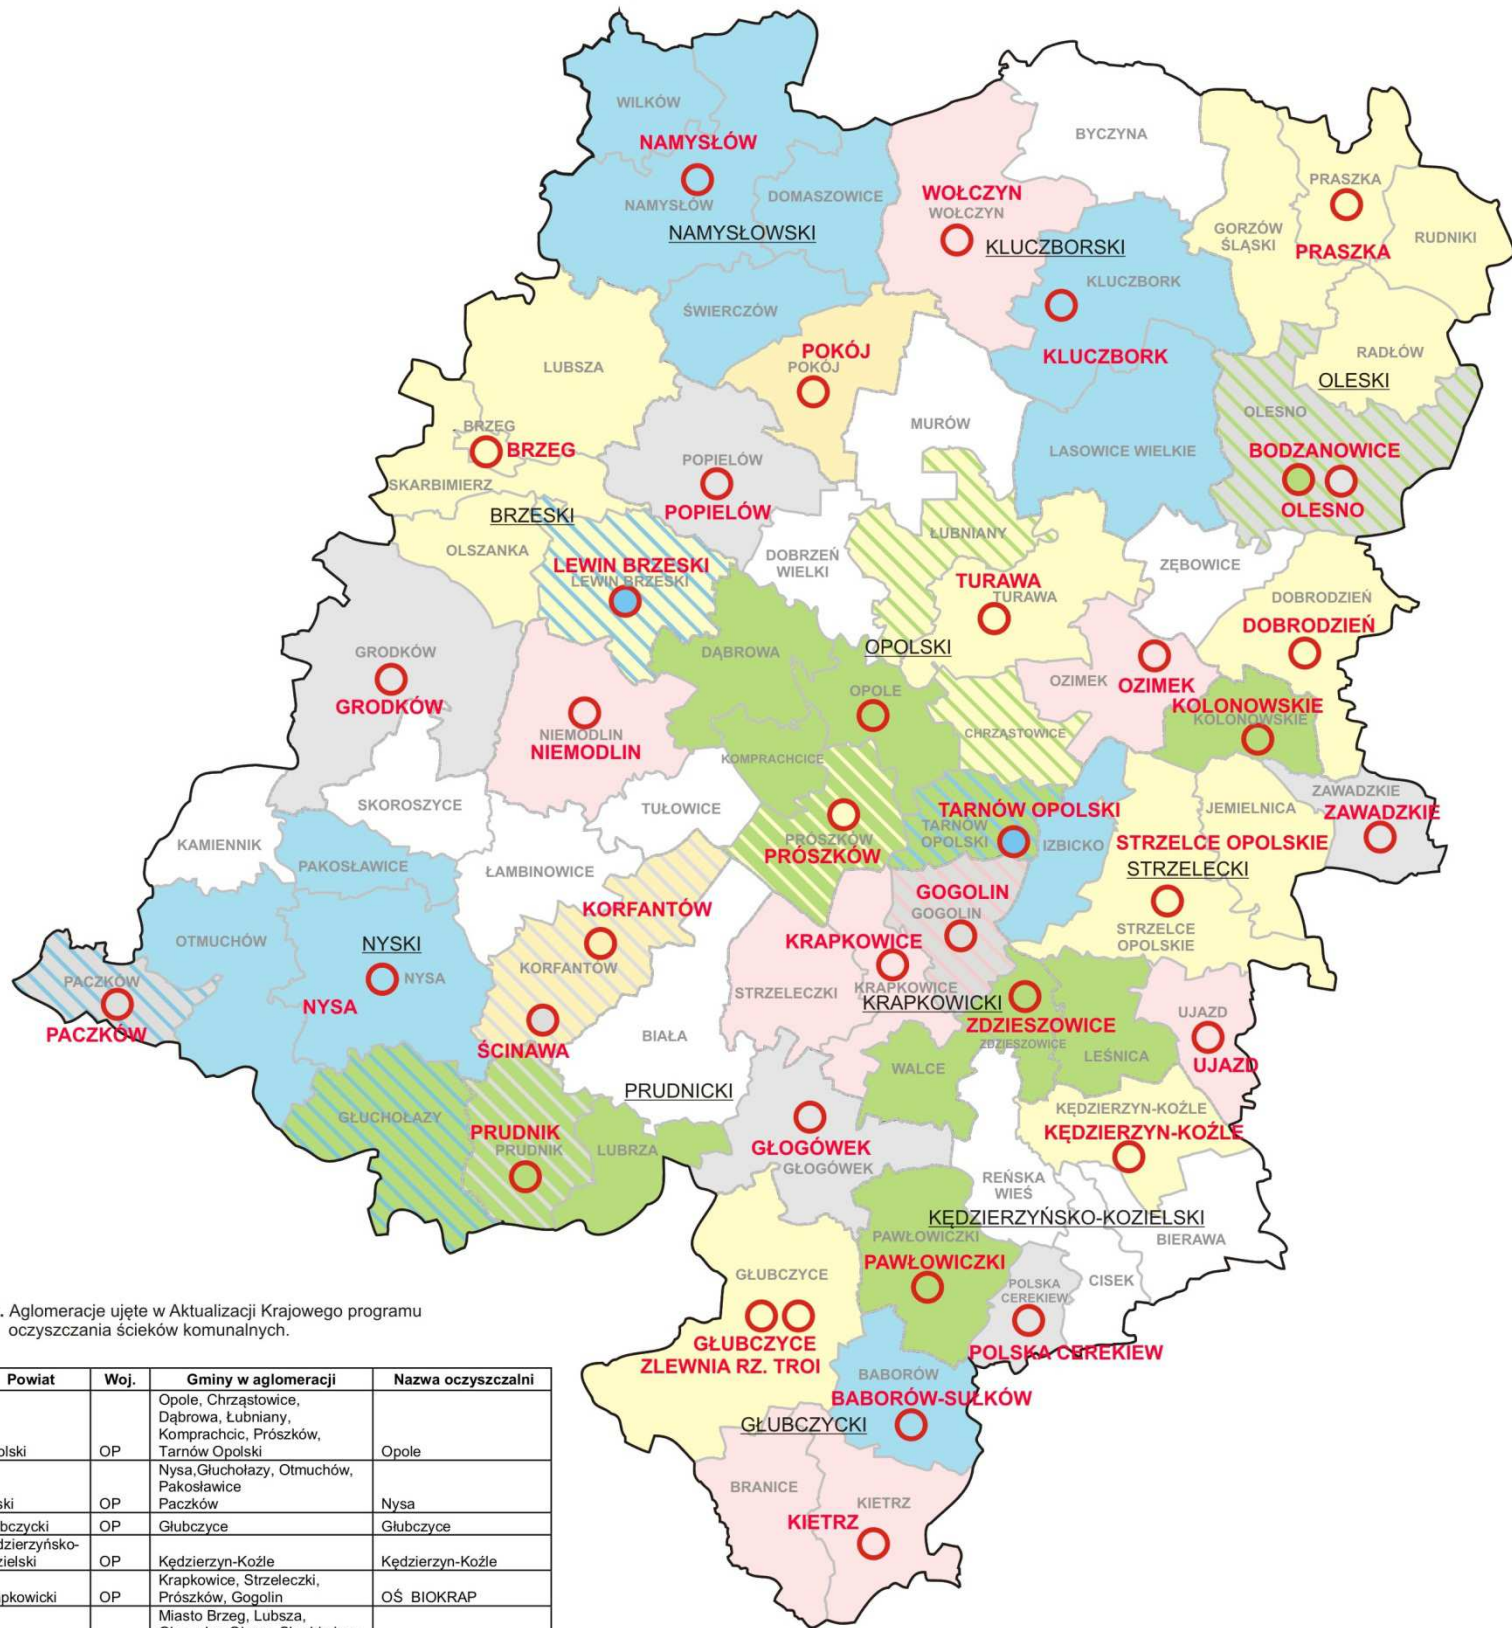 WILKÓW
NAMYSŁÓW
NAMYSŁÓW
DOMASZOWICE
NAMYSŁOWSKI
ŚWIERCZÓW
BYCZYNA
WOŁCZYN
WOŁCZYN
KLUCZBORSKI
KLUCZBORK
KLUCZBORK
PRASZKA
GORZÓW
ŚLĄSKI
RUDNIKI
PRASZKA
RADŁÓW
OLESKI
OLESNO
BODZANOWICE
OLESNO
LASOWICE WIELKIE
LUBSZA
POKÓJ
POKÓJ
MURÓW
BRZEG
BRZEG
SKARBIMIERZ
BRZESKI
OLSZANKA
POPIELÓW
POPIELÓW
LEWIN BRZESKI
LEWIN BRZESKI
DOBRZEŃ
WIELKI
ŁUBNIANY
TURAWA
TURAWA
ZĘBOWICE
DOBRODZIEŃ
DOBRODZIEŃ
GRODKÓW
GRODKÓW
DĄBROWA
OPOLSKI
OPOLE
OZIMEK
OZIMEK
KOLONOWSKIE
KOLONOWSKIE
NIEMODLIN
NIEMODLIN
KOMPRACHCICE
CHRZĄSTOWICE
SKOROSZYCE
TUŁOWICE
PRÓSZKÓW
PRÓSZKÓW
TARNÓW OPOLSKI
TARNÓW
OPOLSKI
IZBICKO
JEMIELNICA
ZAWADZKIE
ZAWADZKIE
STRZELCE OPOLSKIE
STRZELECKI
STRZELCE
OPOLSKIE
KAMIENNIK
PAKOSŁAWICE
ŁAMBINOWICE
OTMUCHÓW
NYSKI
NYSA
NYSA
KORFANTÓW
KORFANTÓW
ŚCINAWA
PACZKÓW
PACZKÓW
GOGOLIN
GOGOLIN
KRAPKOWICE
KRAPKOWICE
KRAPKOWICKI
STRZELECZKI
ZDZIESZOWICE
ZDZIESZOWICE
UJAZD
UJAZD
LEŚNICA
WALCE
BIAŁA
PRUDNICKI
GŁUCHOŁAZY
PRUDNIK
PRUDNIK
LUBRZA
GŁOGÓWEK
GŁOGÓWEK
KĘDZIERZYN-KOŹLE
KĘDZIERZYN-KOŹLE
REŃSKA
WIEŚ
KĘDZIERZYŃSKO-KOZIELSKI
BIERAWA
PAWŁOWICZKI
PAWŁOWICZKI
CISEK
POLSKA
CEREKIEW
POLSKA CEREKIEW
GŁUBCZYCE
GŁUBCZYCE
ZLEWNIA RZ. TROI
BABORÓW
BABORÓW-SUŁKÓW
GŁUBCZYCKI
BRANICE
KIETRZ
KIETRZ
. Aglomeracje ujęte w Aktualizacji Krajowego programu
oczyszczania ścieków komunalnych.
Powiat Woj. Gminy w aglomeracji Nazwa oczyszczalni
Opole, Chrząstowice,
Dąbrowa, Łubniany,
Komprachcic, Prószków,
olski OP Tarnów Opolski Opole
Nysa,Głuchołazy, Otmuchów,
Pakosławice
ski OP Paczków Nysa
bczycki OP Głubczyce Głubczyce
dzierzyńsko-
zielski OP Kędzierzyn-Koźle Kędzierzyn-Koźle
Krapkowice, Strzeleczki,
pkowicki OP Prószków, Gogolin OŚ BIOKRAP
Miasto Brzeg, Lubsza,